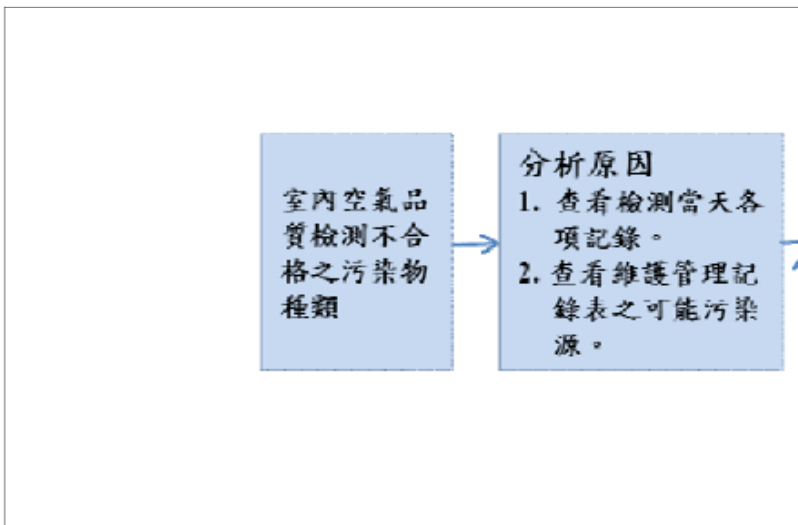 室內空氣品
質檢測不合
格之污染物
種類
分析原因
1. 查看檢測當天各
項記錄。
2. 查看維護管理記
錄表之可能污染
源。